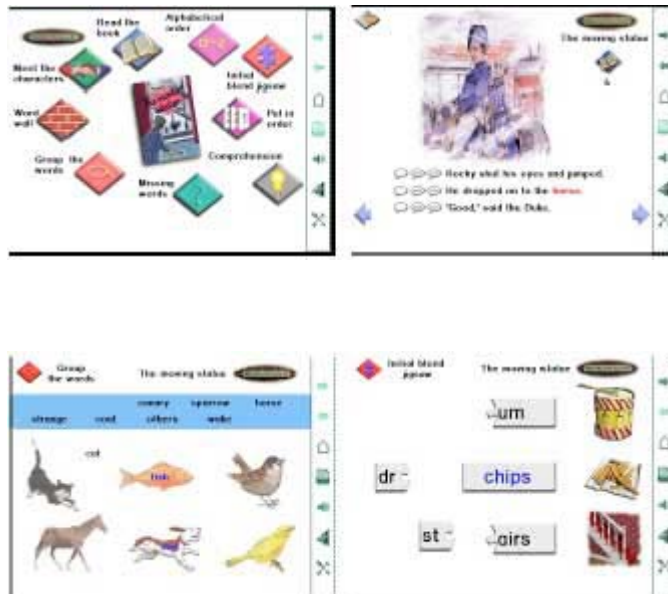 Read the
book
Alphabetical
order
Meet the
characters
Initial
blend jigsaw
Word
wall
Put in
order
Group the
words
Comprehension
Missing
words
The moving statue
Rocky shut his eyes and jumped.
He dropped on to the horse.
"Good," said the Duke.
Group
the words
The moving statue
canary sparrow horse
strange cool others wake
cat
fish
Initial blend
jigsaw
The moving statue
um
dr
chips
st
airs